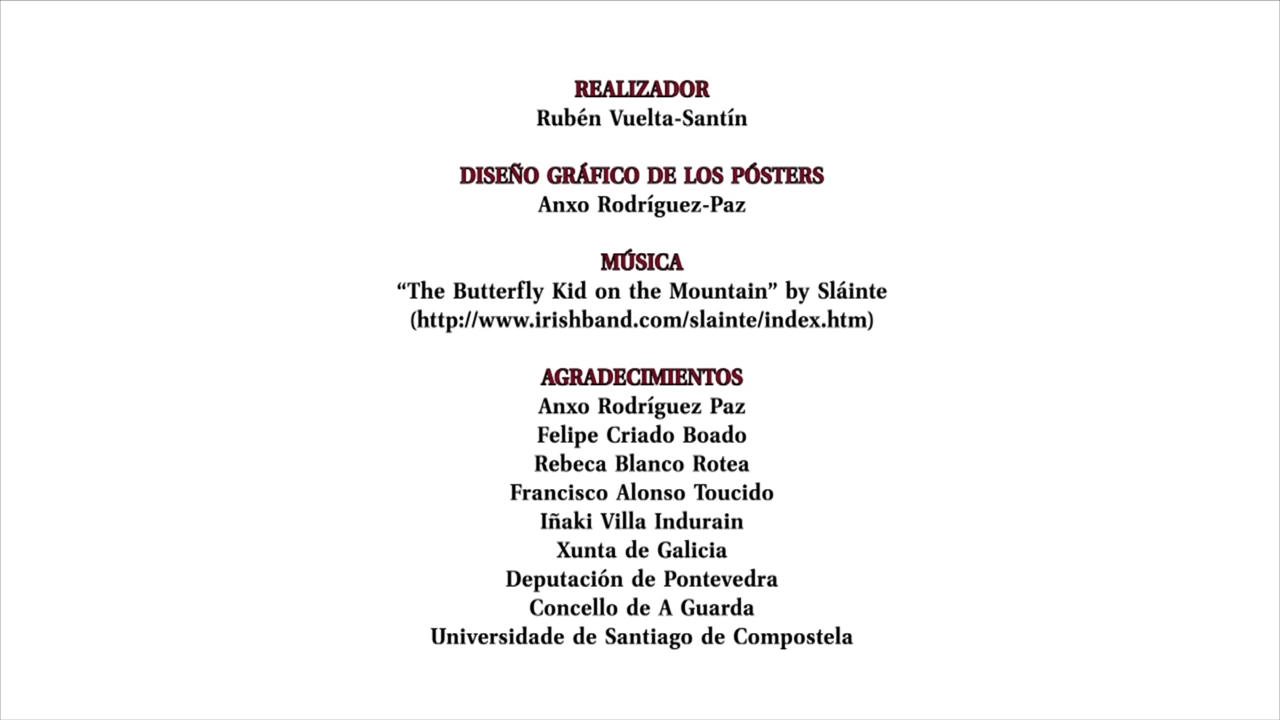 REALIZADOR
Rubén Vuelta-Santín
DISEÑO GRÁFICO DE LOS PÓSTERS
Anxo Rodríguez-Paz
MÚSICA
“The Butterfly Kid on the Mountain” by Sláinte
(http://www.irishband.com/slainte/index.htm)
AGRADECIMIENTOS
Anxo Rodríguez Paz
Felipe Criado Boado
Rebeca Blanco Rotea
Francisco Alonso Toucido
Iñaki Villa Indurain
Xunta de Galicia
Deputación de Pontevedra
Concello de A Guarda
Universidade de Santiago de Compostela